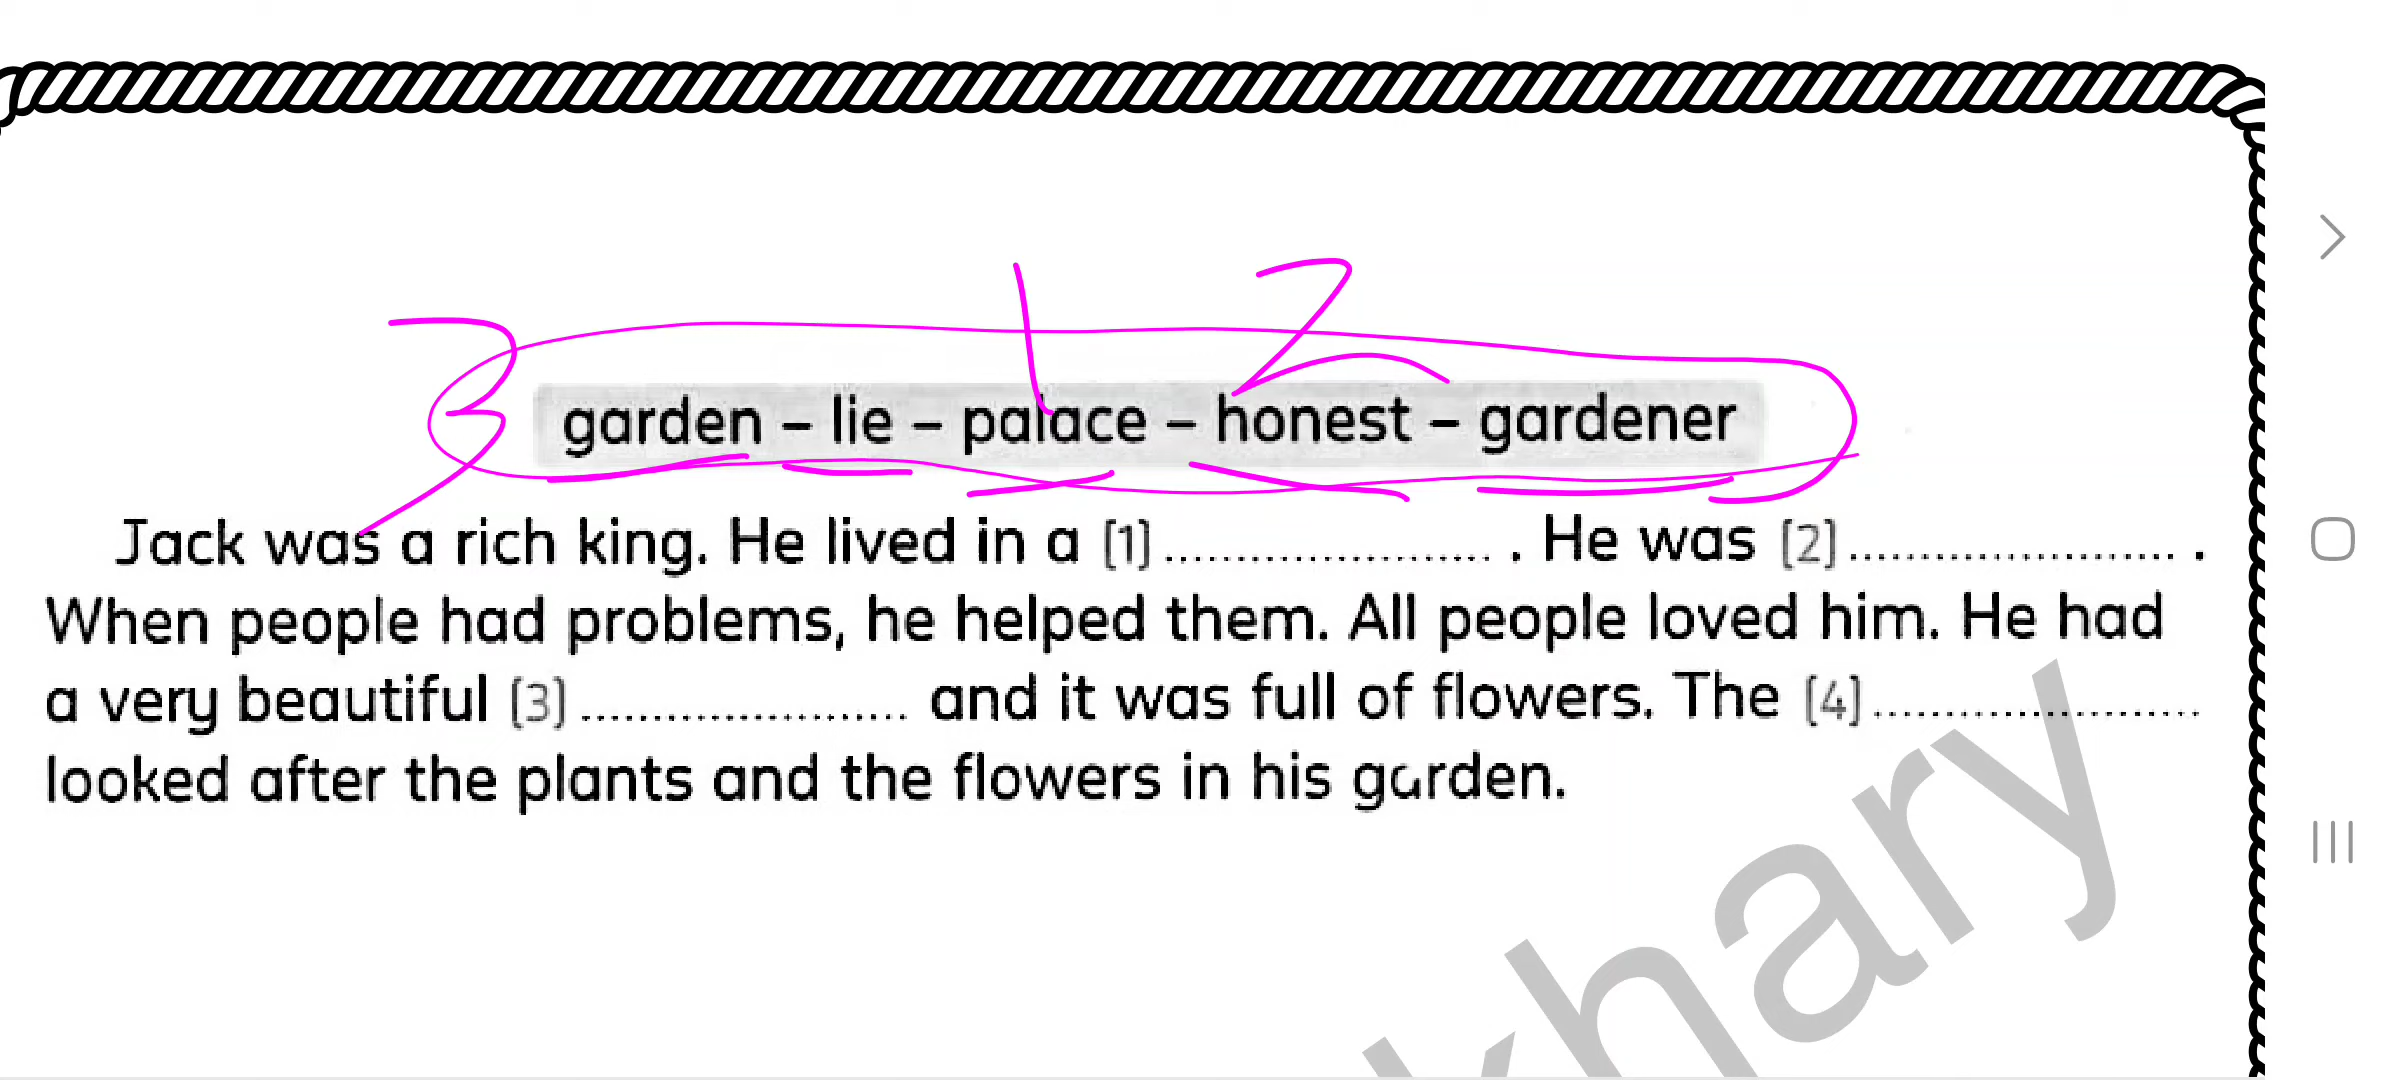 3 1 2
garden – lie – palace – honest – gardener
Jack was a rich king. He lived in a [1]........................ . He was [2]........................ .
When people had problems, he helped them. All people loved him. He had
a very beautiful [3]........................ and it was full of flowers. The [4]........................
looked after the plants and the flowers in his garden.
khary